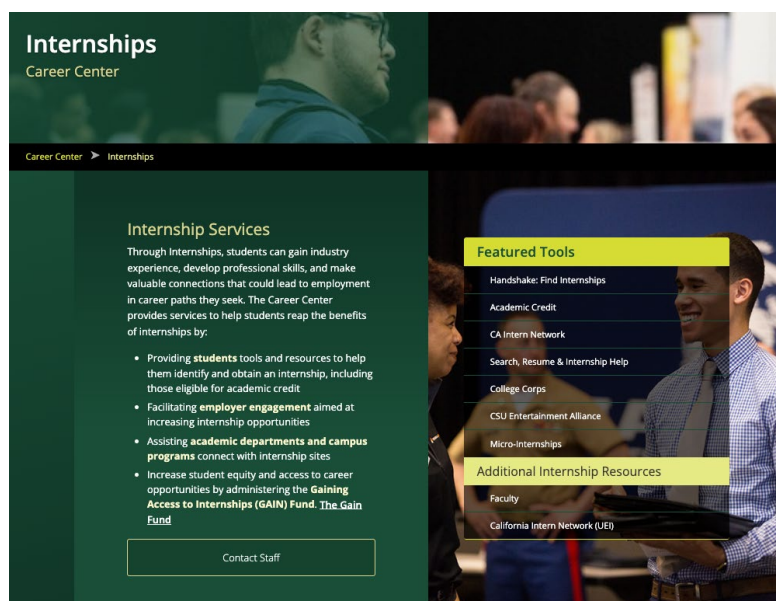 Internships
Career Center
Career Center ➤ Internships
Internship Services
Through Internships, students can gain industry
experience, develop professional skills, and make
valuable connections that could lead to employment
in career paths they seek. The Career Center
provides services to help students reap the benefits
of internships by:
• Providing students tools and resources to help
them identify and obtain an internship, including
those eligible for academic credit
• Facilitating employer engagement aimed at
increasing internship opportunities
• Assisting academic departments and campus
programs connect with internship sites
• Increase student equity and access to career
opportunities by administering the Gaining
Access to Internships (GAIN) Fund. The Gain
Fund
Contact Staff
Featured Tools
Handshake: Find Internships
Academic Credit
CA Intern Network
Search, Resume & Internship Help
College Corps
CSU Entertainment Alliance
Micro-Internships
Additional Internship Resources
Faculty
California Intern Network (UEI)